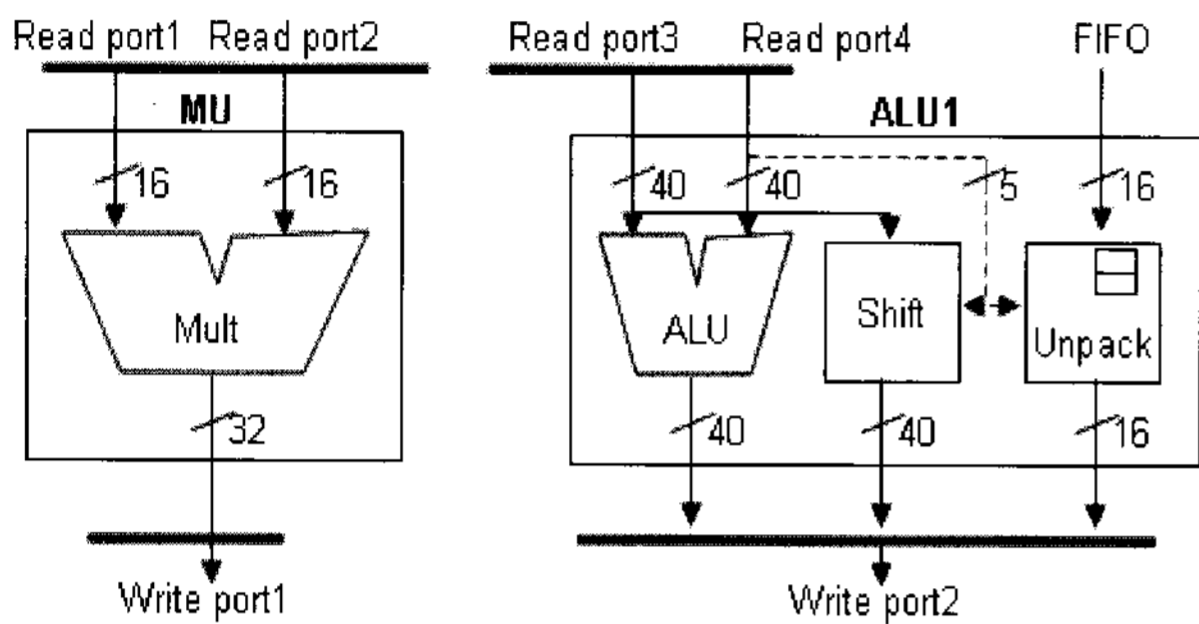 Read port1 Read port2 Read port3 Read port4 FIFO
MU ALU1
16 16 40 40 5 16
Mult ALU Shift Unpack
32 40 40 16
Write port1 Write port2